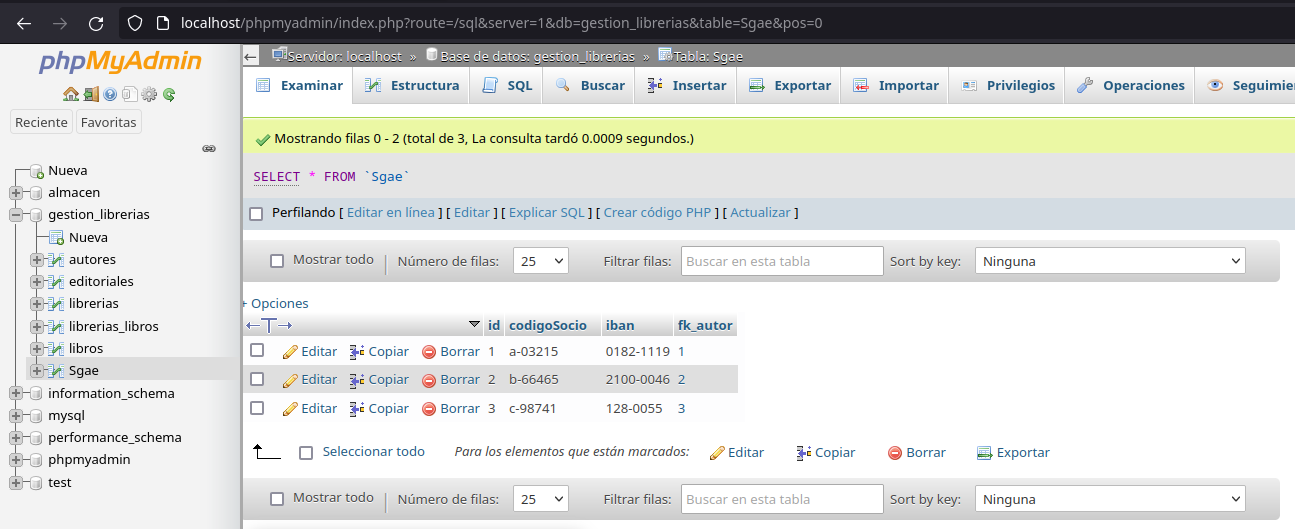 localhost/phpmyadmin/index.php?route=/sql&server=1&db=gestion_librerias&table=Sgae&pos=0
phpMyAdmin
Reciente Favoritas
Nueva
almacen
gestion_librerias
Nueva
autores
editoriales
librerias
librerias_libros
libros
Sgae
information_schema
mysql
performance_schema
phpmyadmin
test
Servidor: localhost » Base de datos: gestion_librerias » Tabla: Sgae
Examinar Estructura SQL Buscar Insertar Exportar Importar Privilegios Operaciones Seguimien
Mostrando filas 0 - 2 (total de 3, La consulta tardó 0.0009 segundos.)
SELECT * FROM `Sgae`
Perfilando [ Editar en línea ] [ Editar ] [ Explicar SQL ] [ Crear código PHP ] [ Actualizar ]
Mostrar todo Número de filas: 25 Filtrar filas: Buscar en esta tabla Sort by key: Ninguna
+ Opciones
←T→ id codigoSocio iban fk_autor
Editar Copiar Borrar 1 a-03215 0182-1119 1
Editar Copiar Borrar 2 b-66465 2100-0046 2
Editar Copiar Borrar 3 c-98741 128-0055 3
Seleccionar todo Para los elementos que están marcados: Editar Copiar Borrar Exportar
Mostrar todo Número de filas: 25 Filtrar filas: Buscar en esta tabla Sort by key: Ninguna